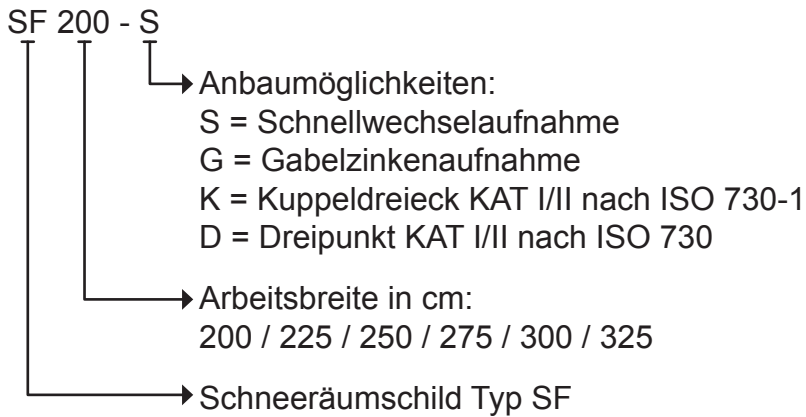 SF 200 - S
Anbaumöglichkeiten:
S = Schnellwechselaufnahme
G = Gabelzinkenaufnahme
K = Kuppeldreieck KAT I/II nach ISO 730-1
D = Dreipunkt KAT I/II nach ISO 730
Arbeitsbreite in cm:
200 / 225 / 250 / 275 / 300 / 325
Schneeräumschild Typ SF